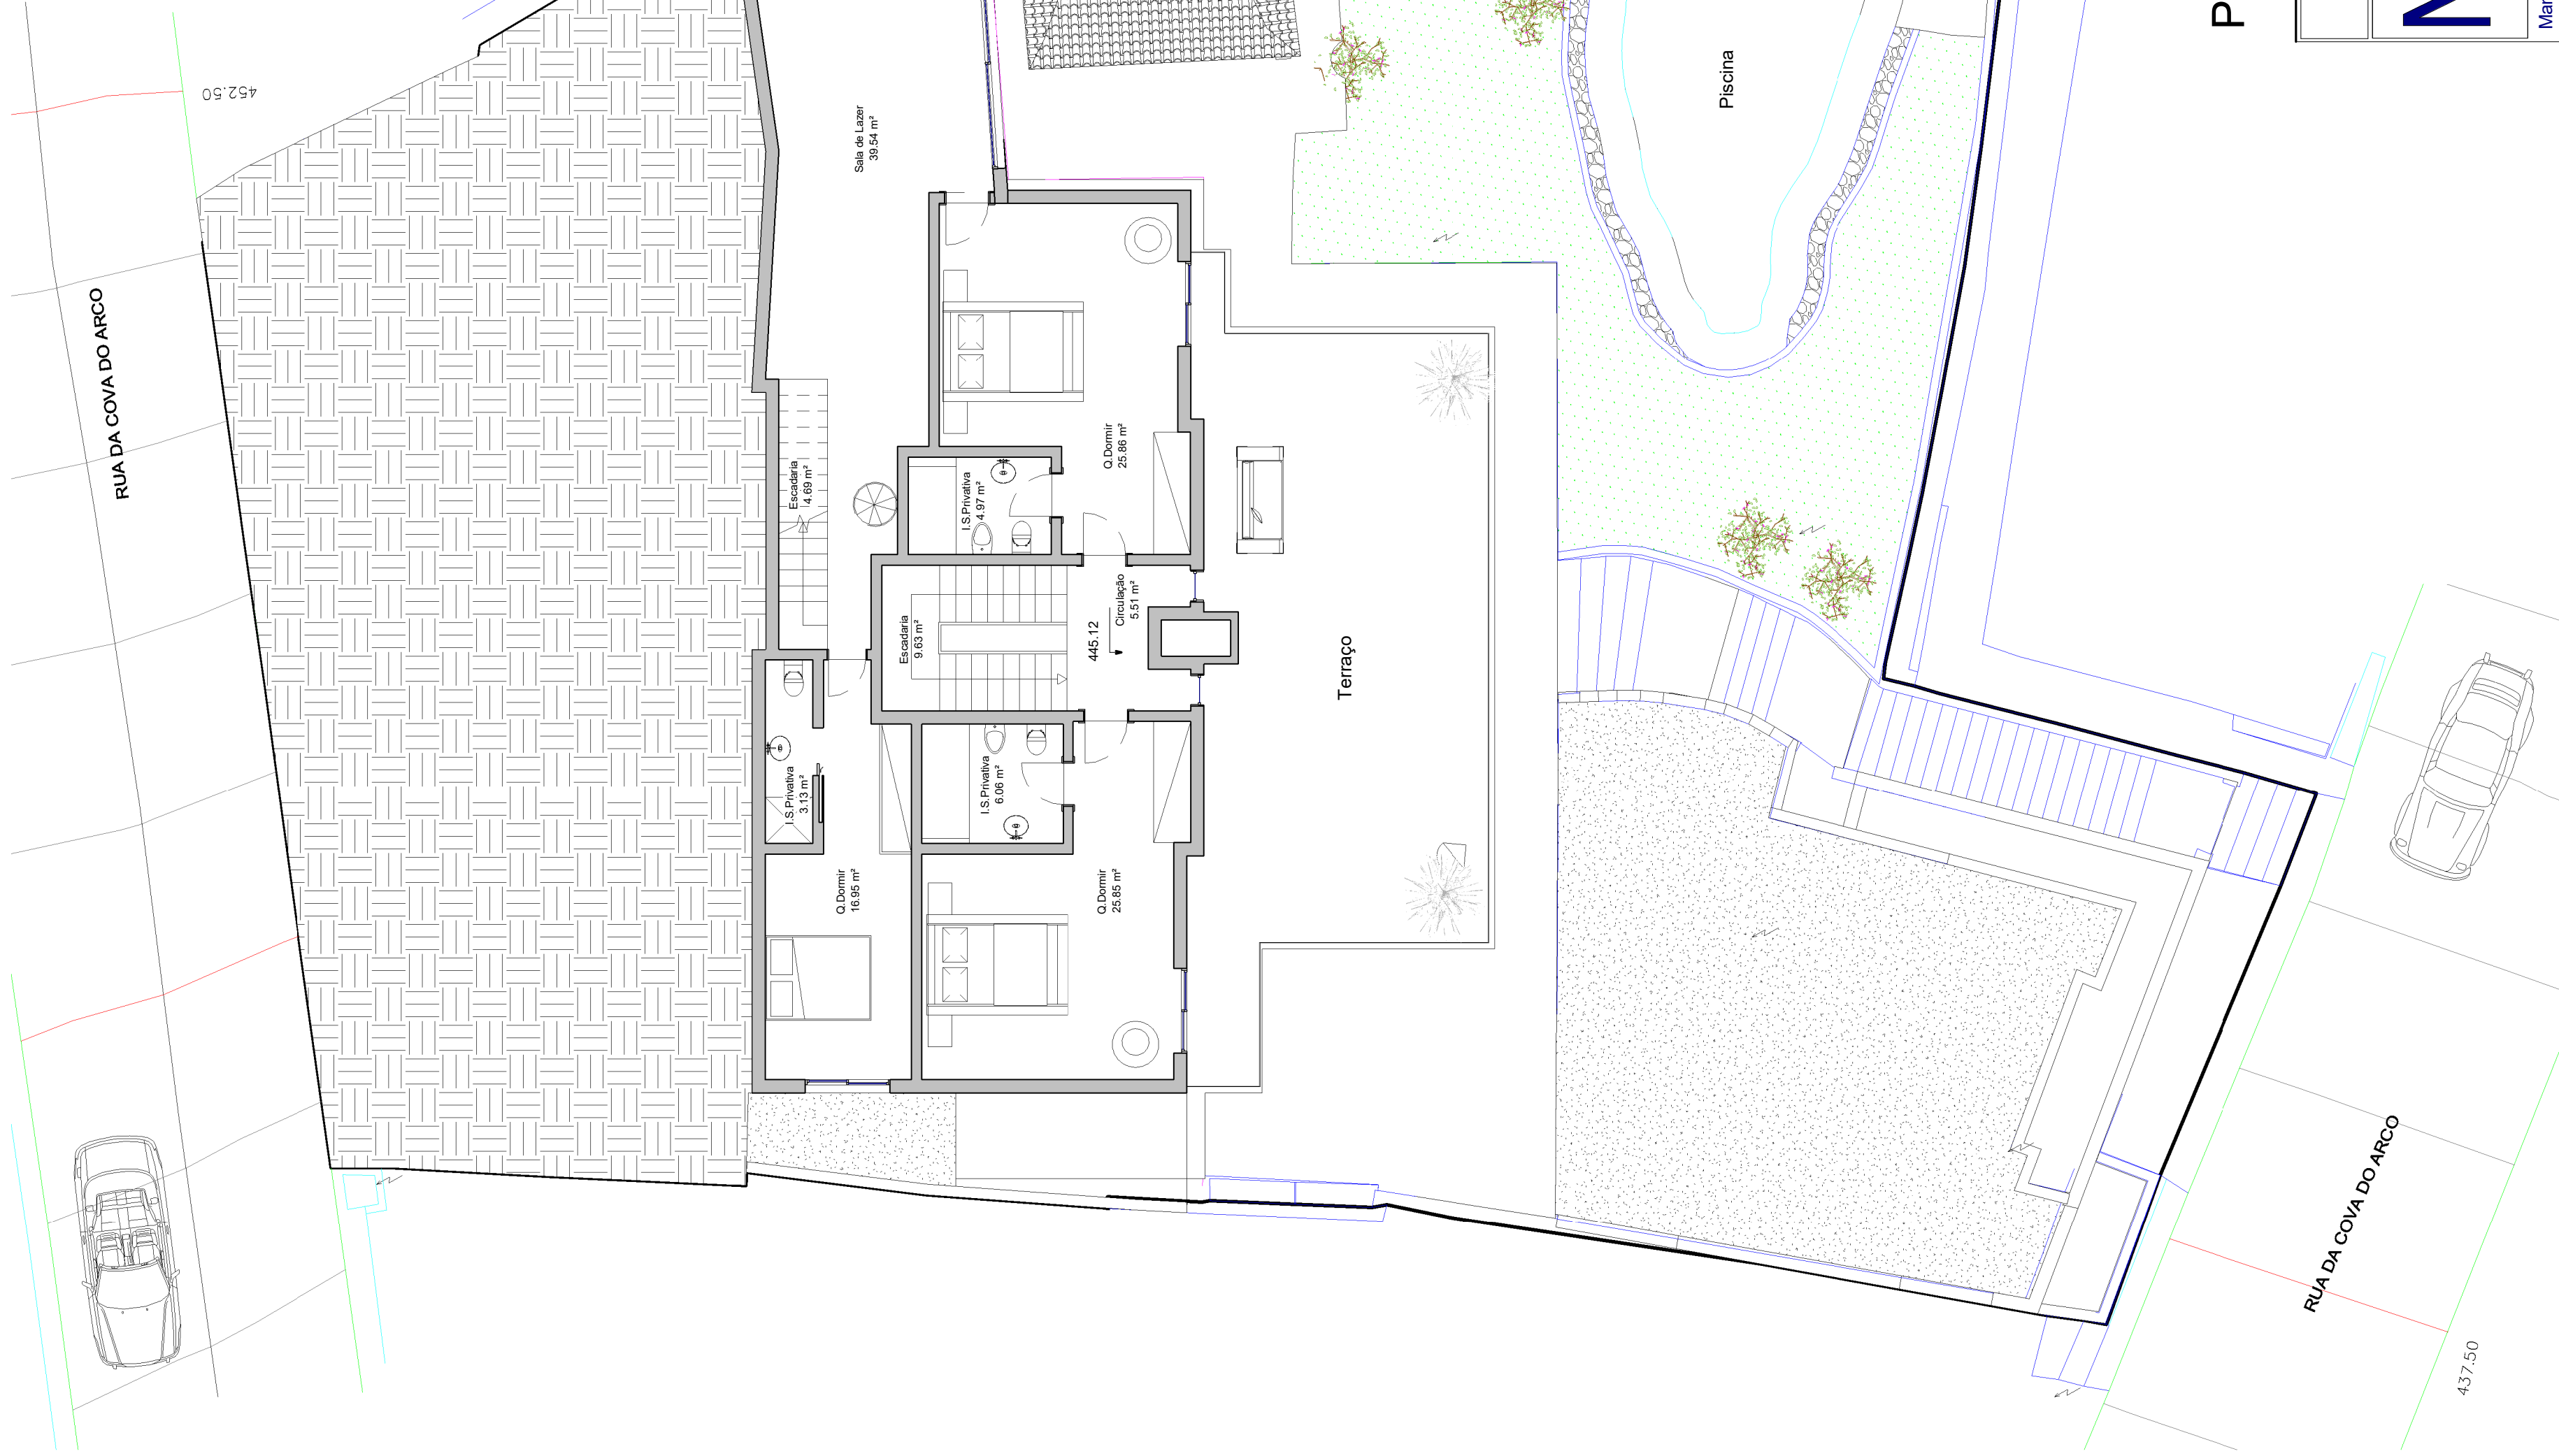 452.50
RUA DA COVA DO ARCO
Sala de Lazer
39.54 m²
Piscina
Escadaria
4.69 m²
I.S.Privativa
4.97 m²
Q.Dormir
25.86 m²
Escadaria
9.63 m²
445.12
Circulação
5.51 m²
Terraço
I.S.Privativa
3.13 m²
I.S.Privativa
6.06 m²
Q.Dormir
16.95 m²
Q.Dormir
25.85 m²
RUA DA COVA DO ARCO
437.50
P
N
Mar